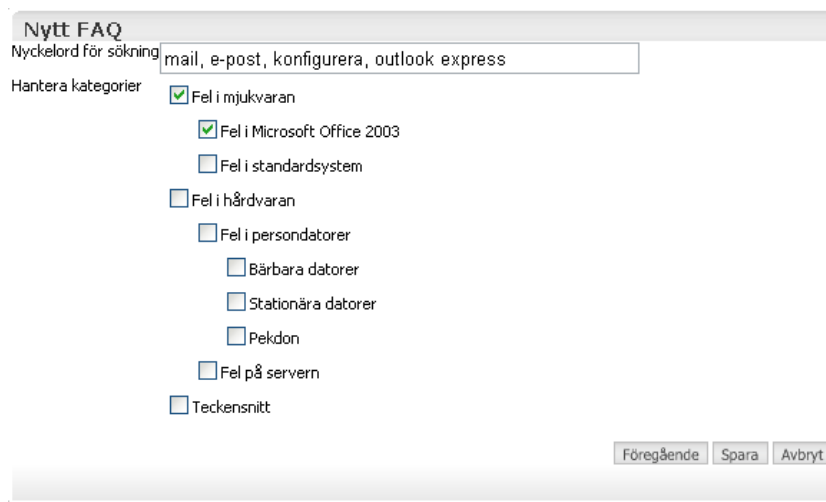 Nytt FAQ
Nyckelord för sökning mail, e-post, konfigurera, outlook express
Hantera kategorier
Fel i mjukvaran
Fel i Microsoft Office 2003
Fel i standardsystem
Fel i hårdvaran
Fel i persondatorer
Bärbara datorer
Stationära datorer
Pekdon
Fel på servern
Teckensnitt
Föregående Spara Avbryt